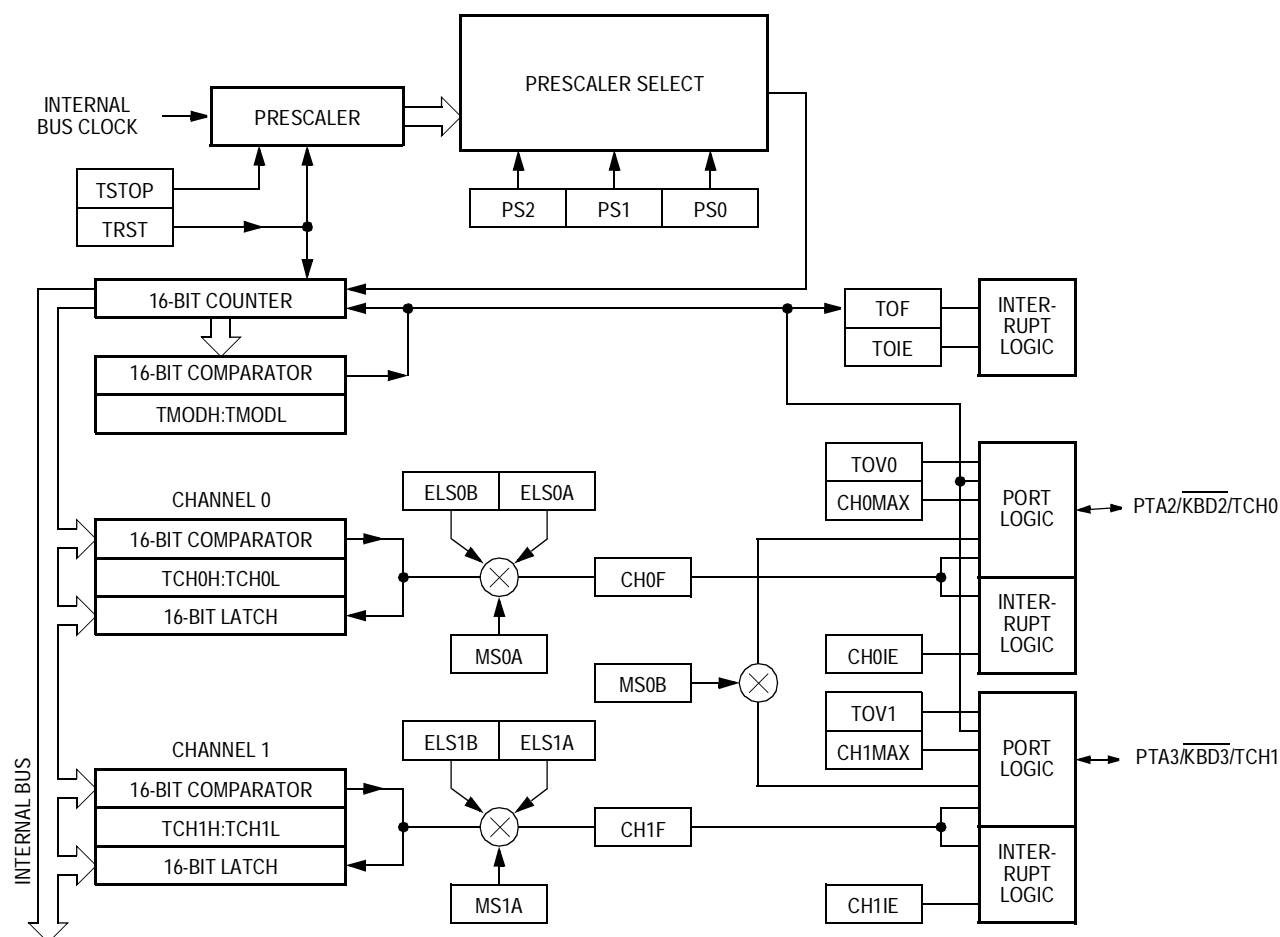 PRESCALER SELECT
INTERNAL
BUS CLOCK
PRESCALER
TSTOP
TRST
PS2
PS1
PS0
16-BIT COUNTER
16-BIT COMPARATOR
TMODH:TMODL
TOF
TOIE
INTER-
RUPT
LOGIC
CHANNEL 0
16-BIT COMPARATOR
TCH0H:TCH0L
16-BIT LATCH
ELS0B
ELS0A
MS0A
CH0F
TOV0
CH0MAX
PORT
LOGIC
PTA2/KBD2/TCH0
INTER-
RUPT
LOGIC
CH0IE
MS0B
CHANNEL 1
16-BIT COMPARATOR
TCH1H:TCH1L
16-BIT LATCH
ELS1B
ELS1A
MS1A
CH1F
TOV1
CH1MAX
PORT
LOGIC
PTA3/KBD3/TCH1
INTER-
RUPT
LOGIC
CH1IE
INTERNAL BUS